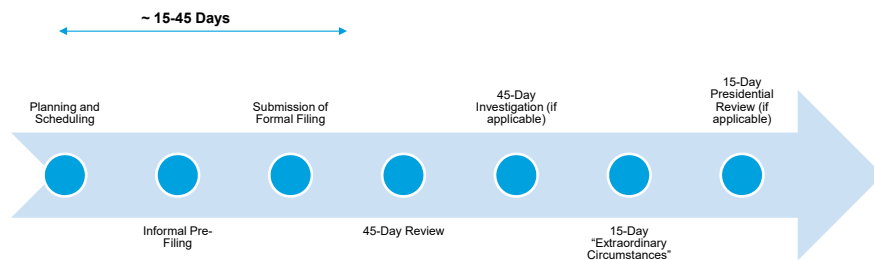 ~ 15-45 Days
Planning and
Scheduling
Informal Pre-
Filing
Submission of
Formal Filing
45-Day Review
45-Day
Investigation (if
applicable)
15-Day
“Extraordinary
Circumstances”
15-Day
Presidential
Review (if
applicable)